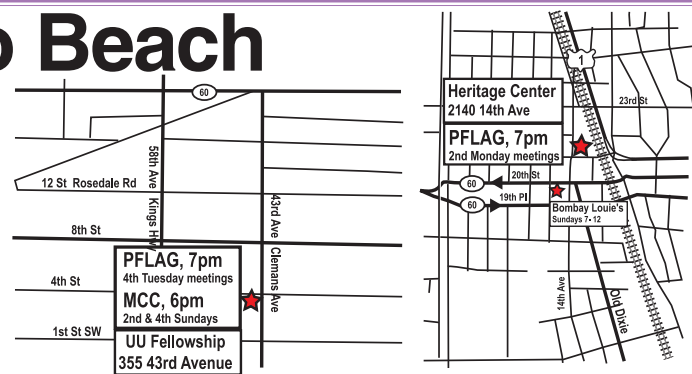 o Beach
60
58th Ave Kings Hwy
12 St Rosedale Rd
43rd Ave Clemans Ave
8th St
PFLAG, 7pm
4th Tuesday meetings
MCC, 6pm
2nd & 4th Sundays
4th St
1st St SW
UU Fellowship
355 43rd Avenue
1
Heritage Center
2140 14th Ave
23rd St
PFLAG, 7pm
2nd Monday meetings
20th St
60
19th Pl
60
Bombay Louie's
Sundays 7- 12
14th Ave
Old Dixie